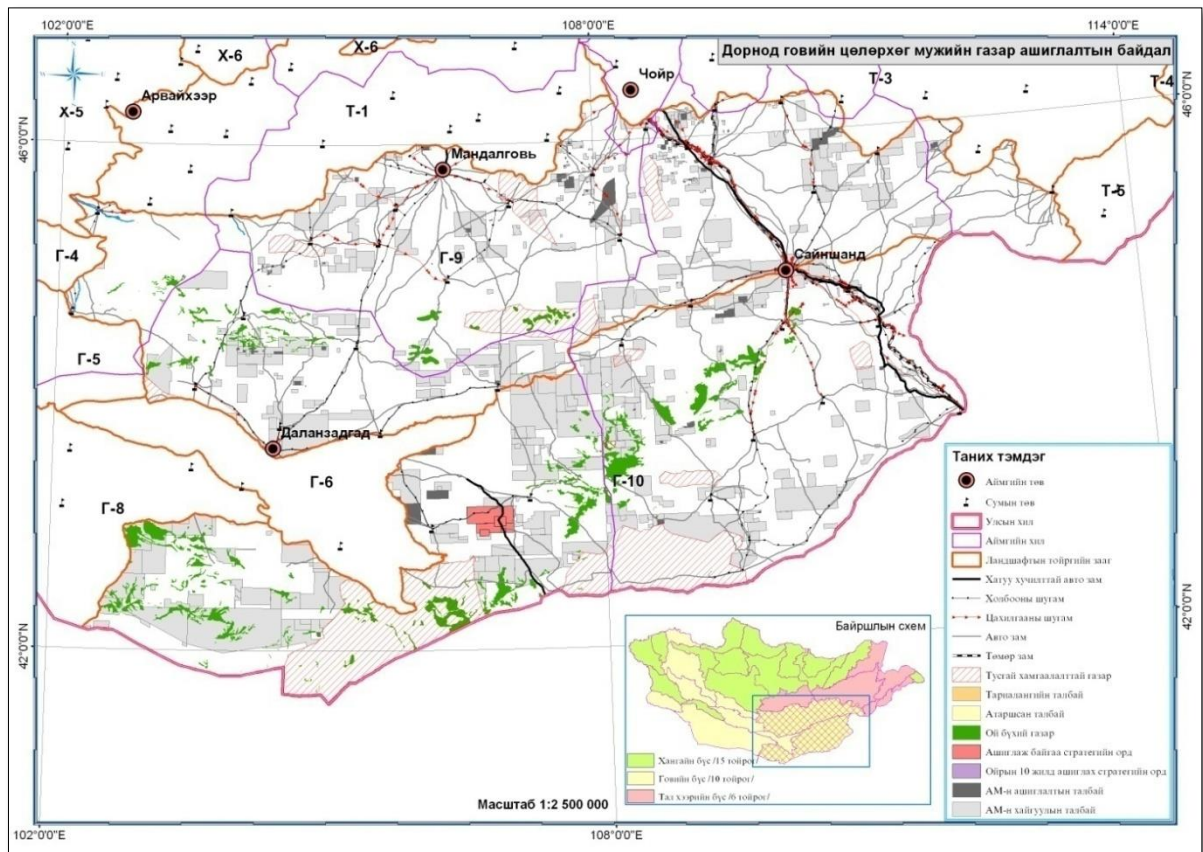 102°0'0"E 108°0'0"E 114°0'0"E
Дорнод говийн цөлөрхөг мужийн газар ашиглалтын байдал
Х-6
Х-6
Чойр
Т-3
Т-4
Арвайхээр
Х-5
Т-1
46°0'0"N
46°0'0"N
Мандалговь
Т-5
Г-4
Г-9
Сайншанд
Г-5
Даланзадгад
Г-6
Г-10
Г-8
42°0'0"N
42°0'0"N
Таних тэмдэг
Аймгийн төв
Сумын төв
Улсын хил
Аймгийн хил
Ландшафтын тойргийн зааг
Хатуу хучилттай авто зам
Холбооны шугам
Цахилгааны шугам
Авто зам
Төмөр зам
Тусгай хамгаалалттай газар
Тариалангийн талбай
Атаршсан талбай
Ой бүхий газар
Ашиглаж байгаа стратегийн орд
Ойрын 10 жилд ашиглах стратегийн орд
АМ-н ашиглалтын талбай
АМ-н хайгуулын талбай
Байршлын схем
Хангайн бүс /15 тойрог/
Говийн бүс /10 тойрог/
Тал хээрийн бүс /6 тойрог/
Масштаб 1:2 500 000
102°0'0"E 108°0'0"E